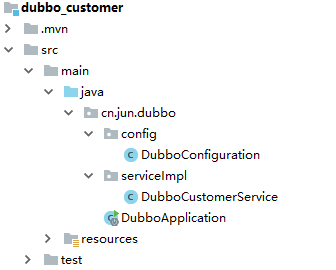 dubbo_customer
.mvn
src
main
java
cn.jun.dubbo
config
DubboConfiguration
serviceImpl
DubboCustomerService
DubboApplication
resources
test